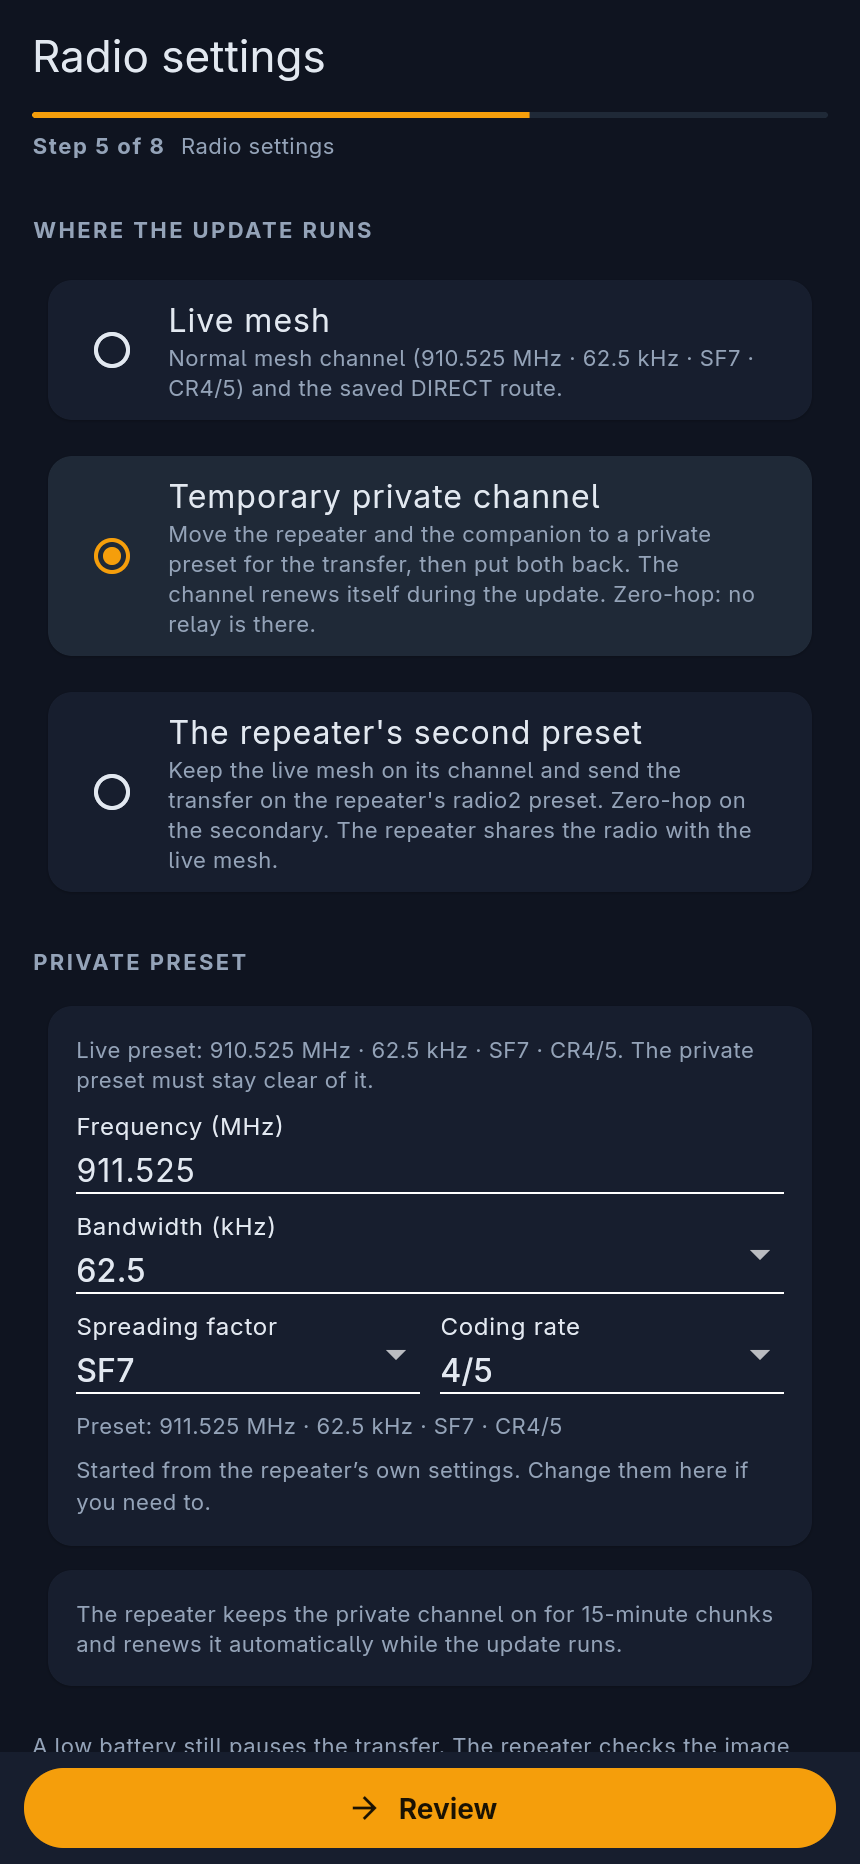 Radio settings
Step 5 of 8 Radio settings
WHERE THE UPDATE RUNS
Live mesh
Normal mesh channel (910.525 MHz · 62.5 kHz · SF7 ·
CR4/5) and the saved DIRECT route.
Temporary private channel
Move the repeater and the companion to a private
preset for the transfer, then put both back. The
channel renews itself during the update. Zero-hop: no
relay is there.
The repeater's second preset
Keep the live mesh on its channel and send the
transfer on the repeater's radio2 preset. Zero-hop on
the secondary. The repeater shares the radio with the
live mesh.
PRIVATE PRESET
Live preset: 910.525 MHz · 62.5 kHz · SF7 · CR4/5. The private
preset must stay clear of it.
Frequency (MHz)
911.525
Bandwidth (kHz)
62.5
Spreading factor
SF7
Coding rate
4/5
Preset: 911.525 MHz · 62.5 kHz · SF7 · CR4/5
Started from the repeater’s own settings. Change them here if
you need to.
The repeater keeps the private channel on for 15-minute chunks
and renews it automatically while the update runs.
A low battery still pauses the transfer. The repeater checks the image
Review